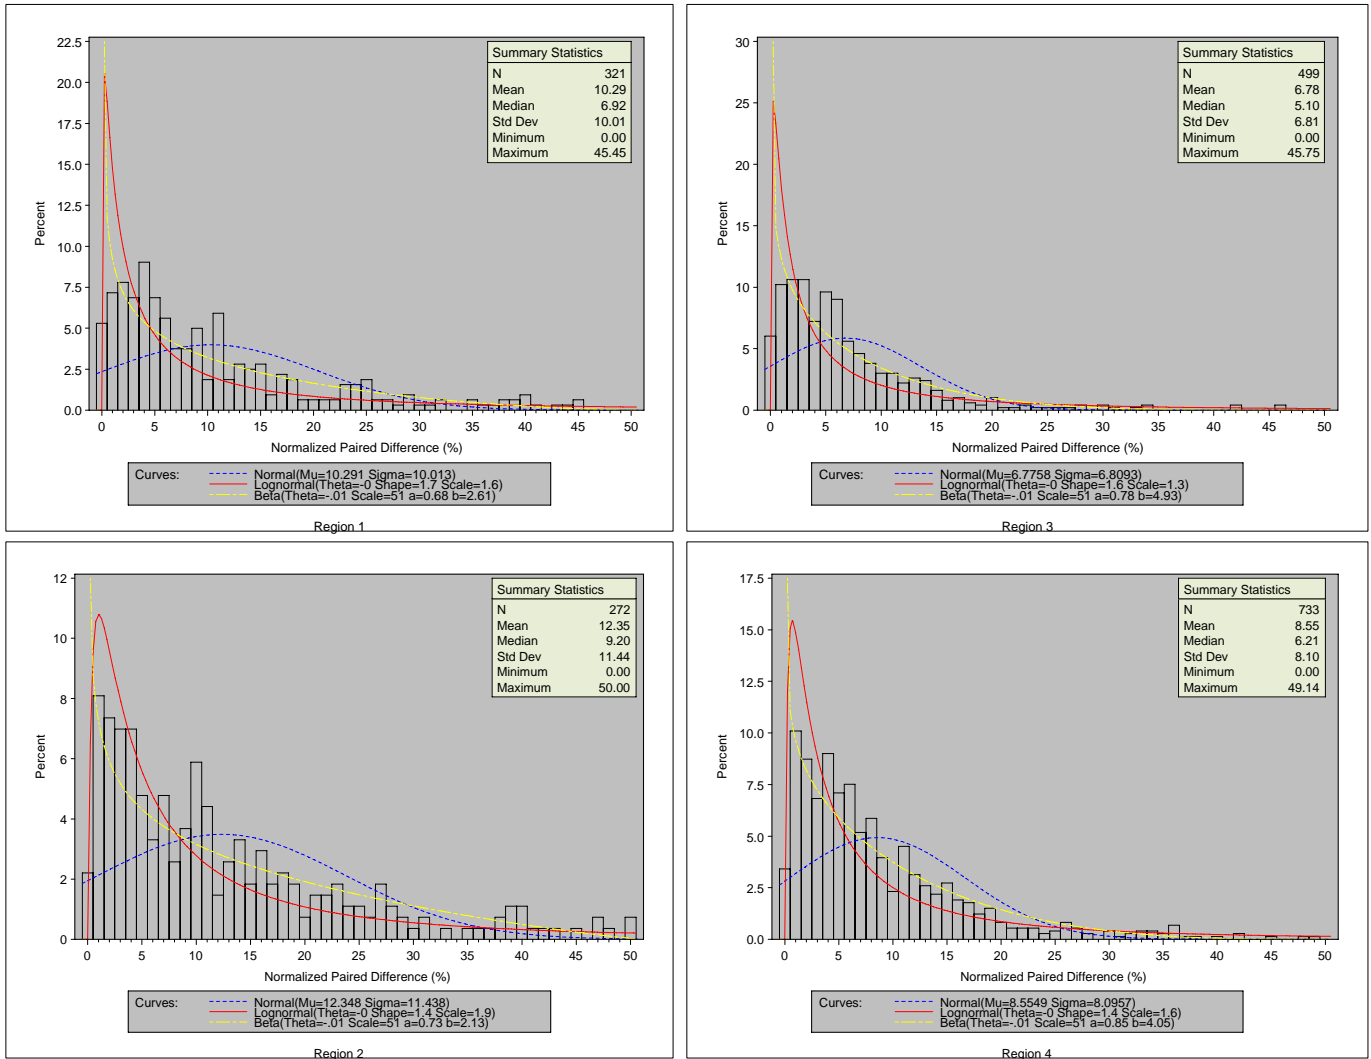 22.5
20.0
17.5
15.0
12.5
10.0
7.5
5.0
2.5
0.0
Percent
Summary Statistics
N 321
Mean 10.29
Median 6.92
Std Dev 10.01
Minimum 0.00
Maximum 45.45
0 5 10 15 20 25 30 35 40 45 50
Normalized Paired Difference (%)
Curves: Normal(Mu=10.291 Sigma=10.013)
Lognormal(Theta=-0 Shape=1.7 Scale=1.6)
Beta(Theta=-.01 Scale=51 a=0.68 b=2.61)
Region 1
30
25
20
15
10
5
0
Percent
Summary Statistics
N 499
Mean 6.78
Median 5.10
Std Dev 6.81
Minimum 0.00
Maximum 45.75
0 5 10 15 20 25 30 35 40 45 50
Normalized Paired Difference (%)
Curves: Normal(Mu=6.7758 Sigma=6.8093)
Lognormal(Theta=-0 Shape=1.6 Scale=1.3)
Beta(Theta=-.01 Scale=51 a=0.78 b=4.93)
Region 3
12
10
8
6
4
2
0
Percent
Summary Statistics
N 272
Mean 12.35
Median 9.20
Std Dev 11.44
Minimum 0.00
Maximum 50.00
0 5 10 15 20 25 30 35 40 45 50
Normalized Paired Difference (%)
Curves: Normal(Mu=12.348 Sigma=11.438)
Lognormal(Theta=-0 Shape=1.4 Scale=1.9)
Beta(Theta=-.01 Scale=51 a=0.73 b=2.13)
Region 2
17.5
15.0
12.5
10.0
7.5
5.0
2.5
0.0
Percent
Summary Statistics
N 733
Mean 8.55
Median 6.21
Std Dev 8.10
Minimum 0.00
Maximum 49.14
0 5 10 15 20 25 30 35 40 45 50
Normalized Paired Difference (%)
Curves: Normal(Mu=8.5549 Sigma=8.0957)
Lognormal(Theta=-0 Shape=1.4 Scale=1.6)
Beta(Theta=-.01 Scale=51 a=0.85 b=4.05)
Region 4